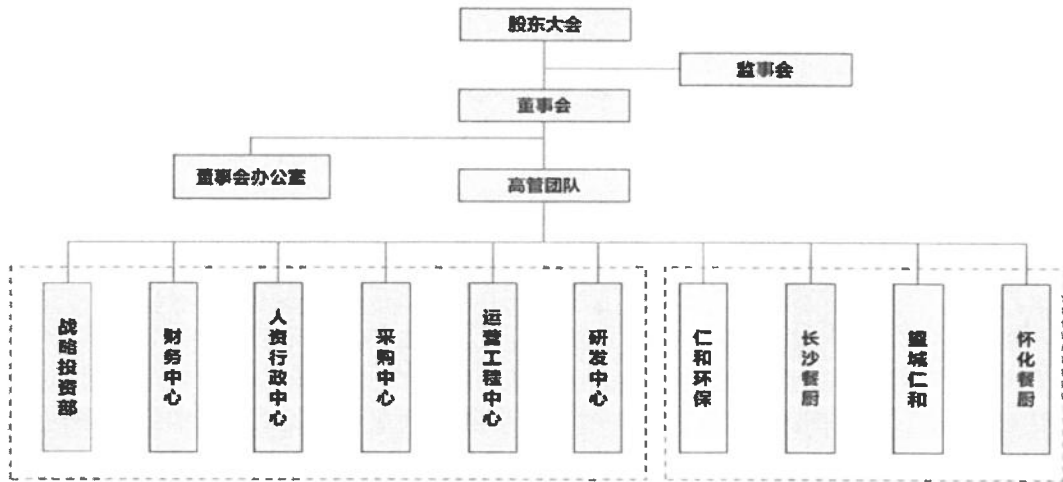 股东大会
监事会
董事会
董事会办公室
高管团队
战略投资部
财务中心
人资行政中心
采购中心
运营工程中心
研发中心
仁和环保
长沙餐厨
望城仁和
怀化餐厨